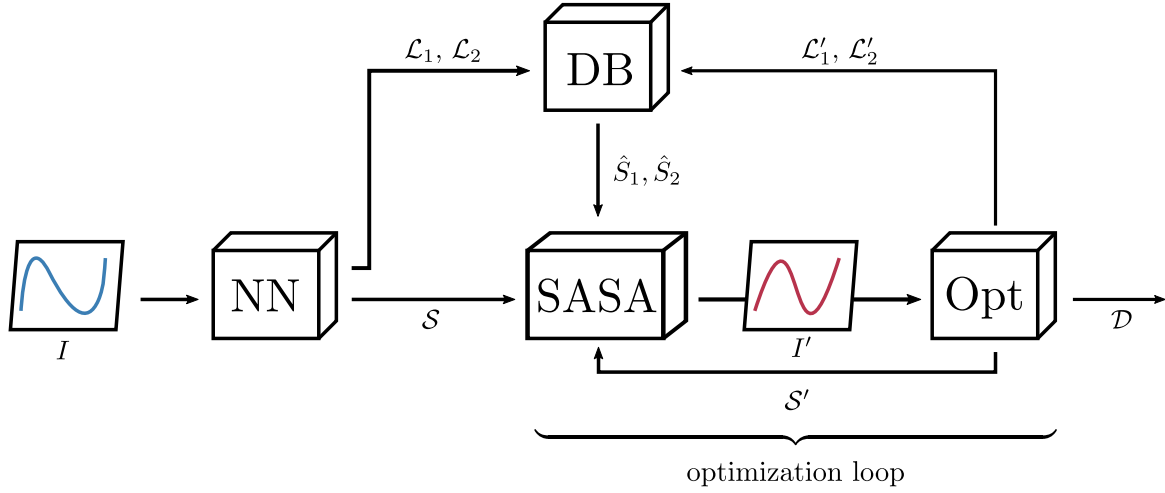 ℒ₁, ℒ₂
DB
ℒ′₁, ℒ′₂
Ŝ₁, Ŝ₂
NN
SASA
Opt
I
𝒮
I′
𝒟
𝒮′
optimization loop